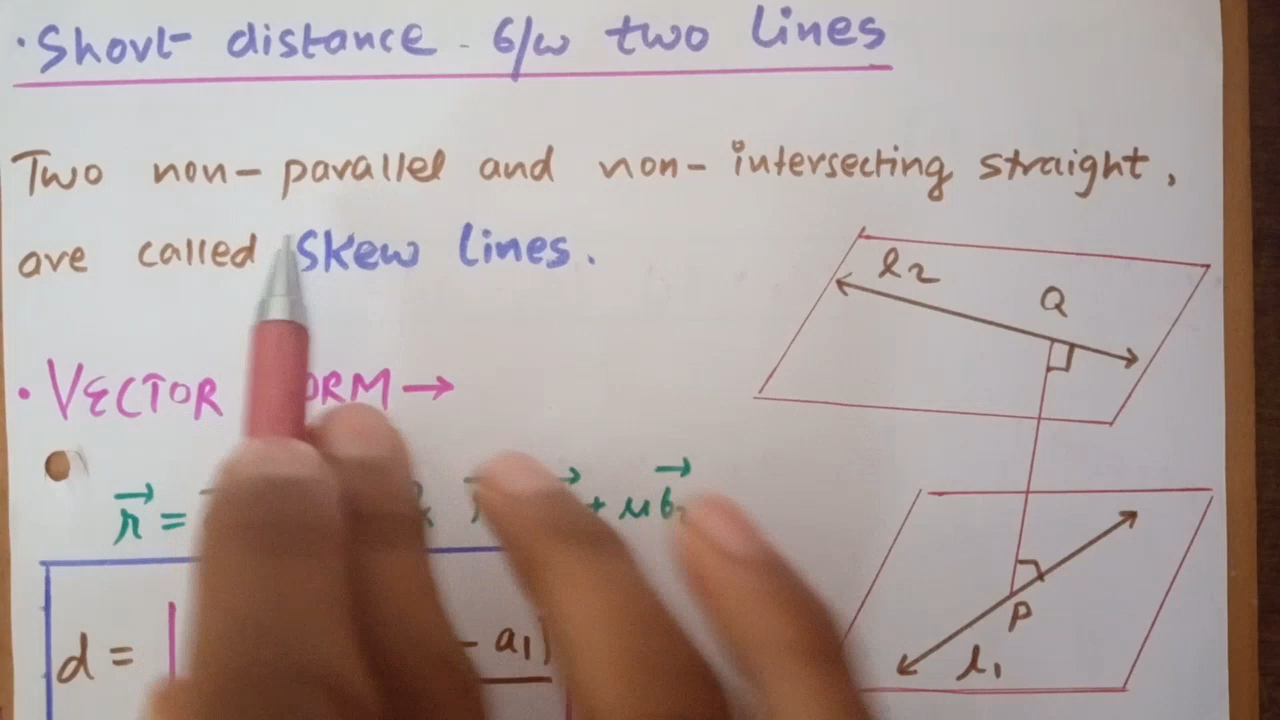 · Short distance - b/w two lines
Two non-parallel and non-intersecting straight,
are called Skew lines.
l2
Q
· VECTOR ORM →
r = & r + μb
d = | - a1)
P
l1